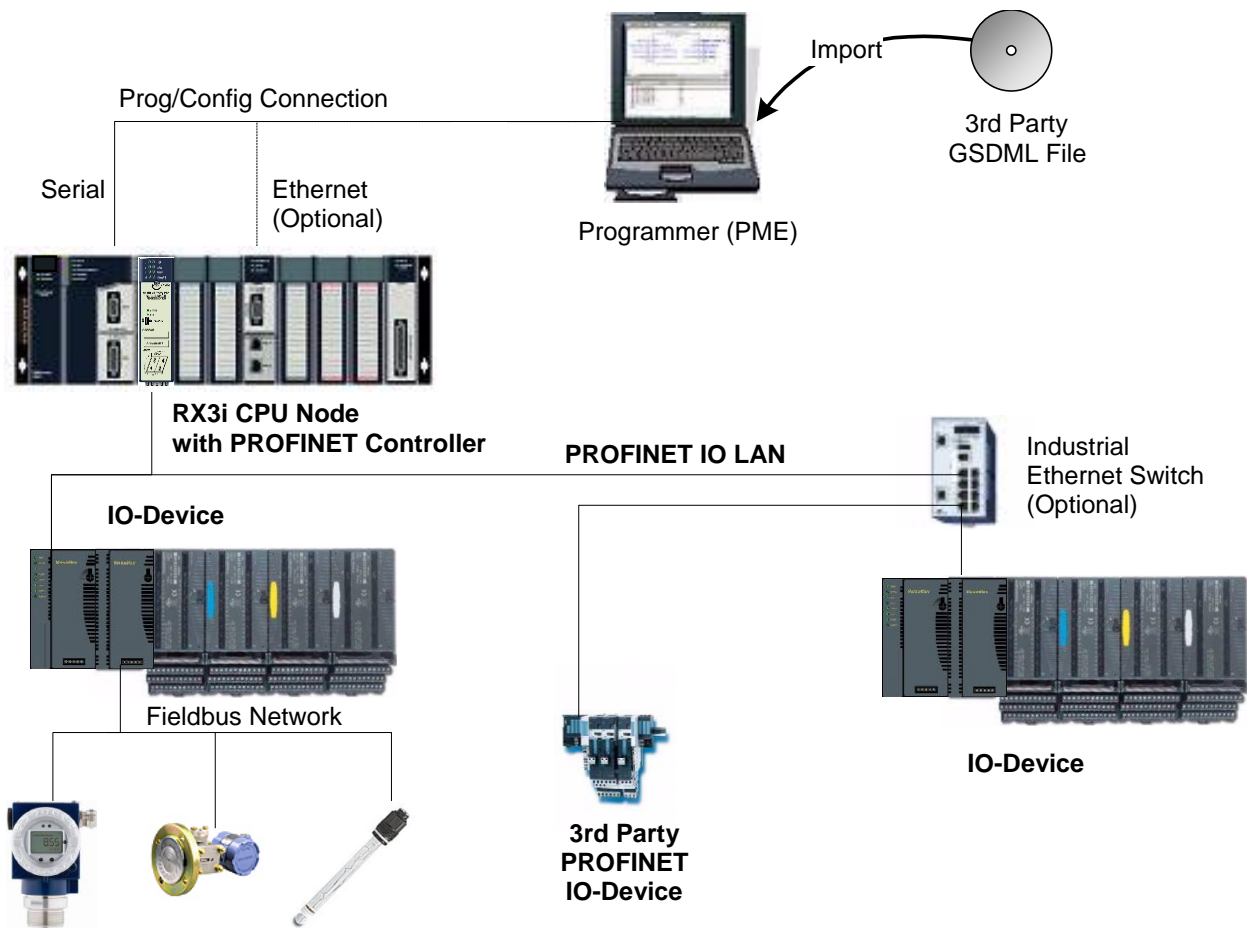 Import
Prog/Config Connection
3rd Party
GSDML File
Serial
Ethernet
(Optional)
Programmer (PME)
RX3i CPU Node
with PROFINET Controller
PROFINET IO LAN
Industrial
Ethernet Switch
(Optional)
IO-Device
Fieldbus Network
855
IO-Device
3rd Party
PROFINET
IO-Device